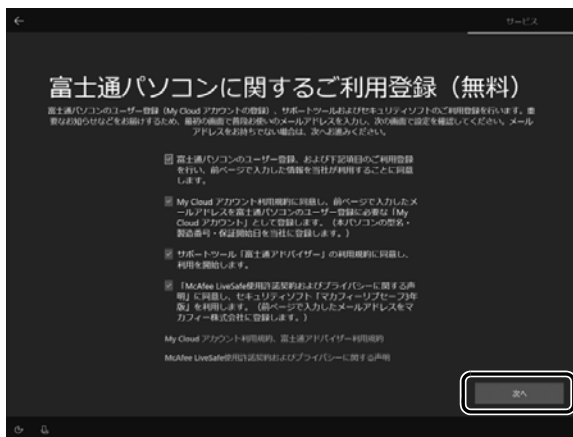 サービス
富士通パソコンに関するご利用登録（無料）
富士通パソコンのユーザー登録（My Cloud アカウントの登録）、サポートツールおよびセキュリティソフトのご利用登録を行います。重
要なお知らせなどをお届けするため、最初の画面で普段お使いのメールアドレスを入力し、次の画面で設定を確認してください。メール
アドレスをお持ちでない場合は、次へお進みください。
富士通パソコンのユーザー登録、および下記項目のご利用登録
を行い、前ページで入力した情報を当社が利用することに同意
します。
My Cloud アカウント利用規約に同意し、前ページで入力したメ
ールアドレスを富士通パソコンのユーザー登録に必要な「My
Cloud アカウント」として登録します。（本パソコンの型名・
製造番号・保証開始日を当社に登録します。）
サポートツール「富士通アドバイザー」の利用規約に同意し、
利用を開始します。
「McAfee LiveSafe使用許諾契約およびプライバシーに関する声
明」に同意し、セキュリティソフト「マカフィーリブセーフ3年
版」を利用します。（前ページで入力したメールアドレスをマ
カフィー株式会社に登録します。）
My Cloud アカウント利用規約、富士通アドバイザー利用規約
McAfee LiveSafe使用許諾契約およびプライバシーに関する声明
次へ